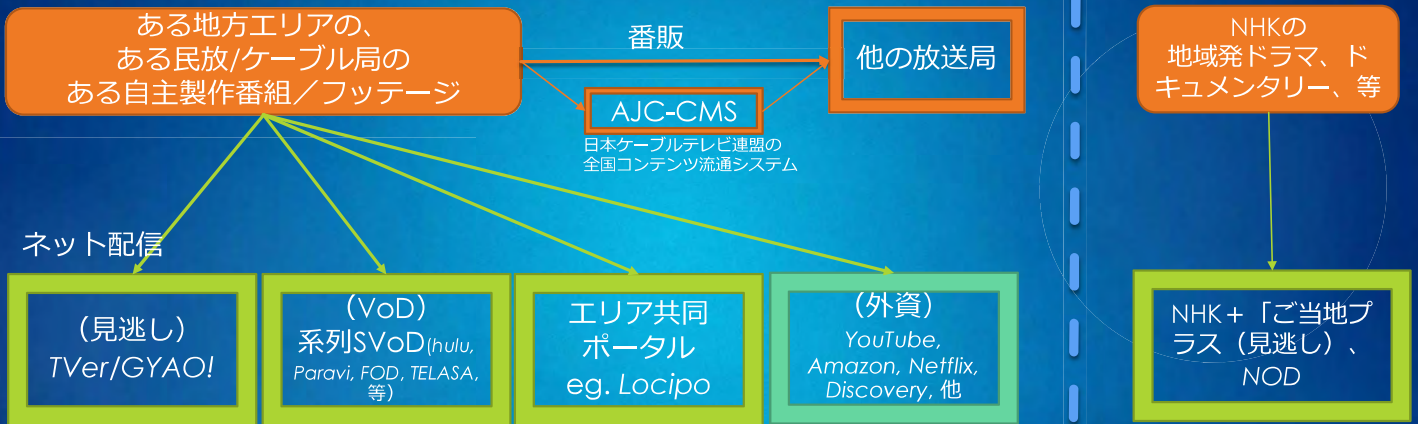 ある地方エリアの、
ある民放/ケーブル局の
ある自主製作番組／フッテージ
番販
他の放送局
AJC-CMS
日本ケーブルテレビ連盟の
全国コンテンツ流通システム
NHKの
地域発ドラマ、ド
キュメンタリー、等
ネット配信
（見逃し）
TVer/GYAO!
（VoD）
系列SVoD(hulu,
Paravi, FOD, TELASA,
等）
エリア共同
ポータル
eg. Locipo
（外資）
YouTube,
Amazon, Netflix,
Discovery, 他
NHK＋「ご当地プ
ラス（見逃し）、
NOD